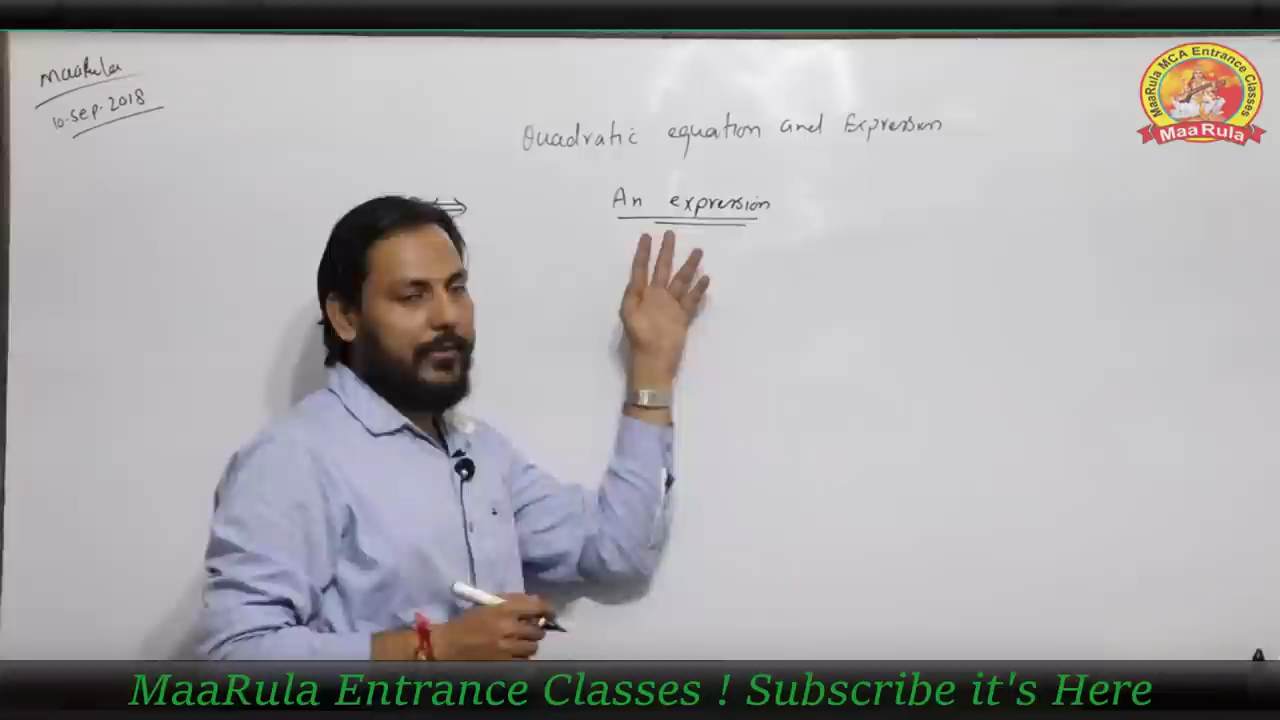 MaaRula
10-Sep-2018
Quadratic equation and Expression
An expression
MaaRula MCA Entrance Classes
MaaRula
MaaRula Entrance Classes ! Subscribe it's Here